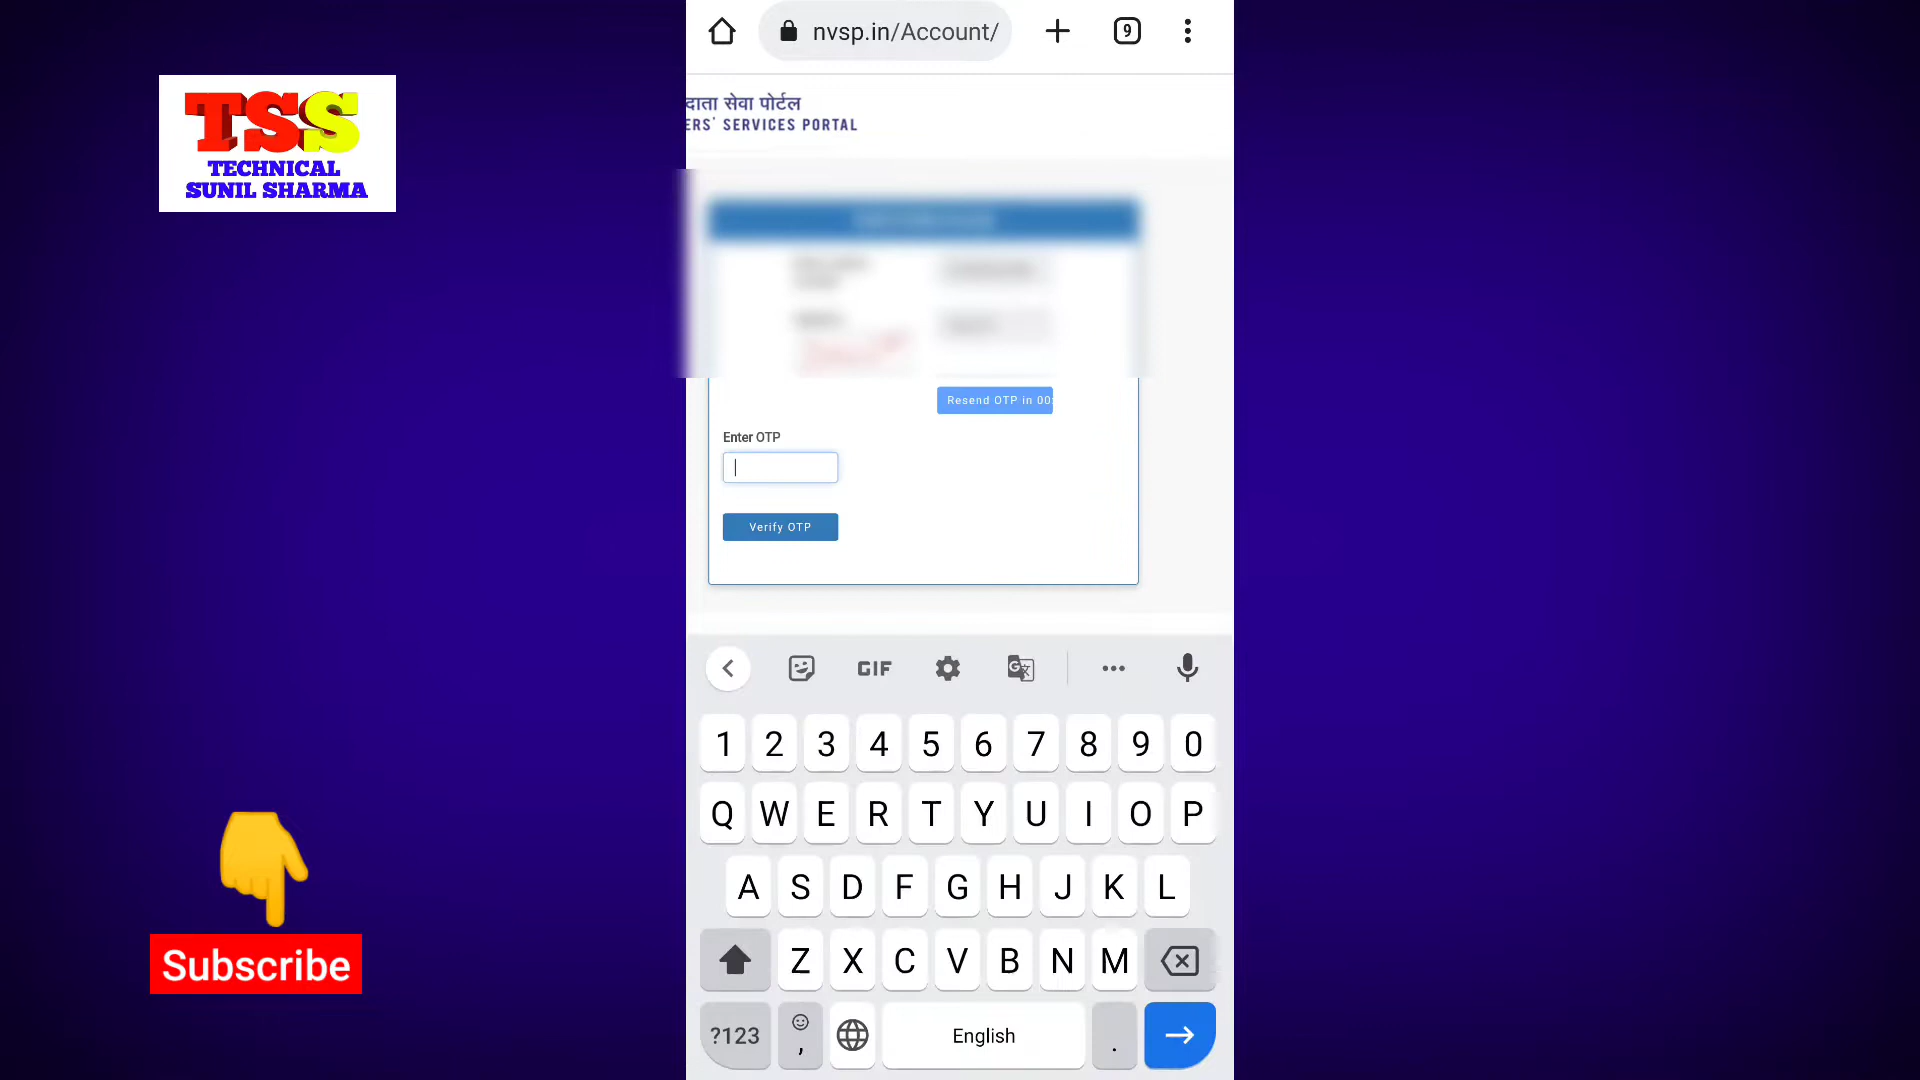 TSS
TECHNICAL
SUNIL SHARMA
nvsp.in/Account/
9
दाता सेवा पोर्टल
ERS' SERVICES PORTAL
Resend OTP in 00:
Enter OTP
Verify OTP
GIF
1 2 3 4 5 6 7 8 9 0
Q W E R T Y U I O P
A S D F G H J K L
Z X C V B N M
?123 , English .
Subscribe